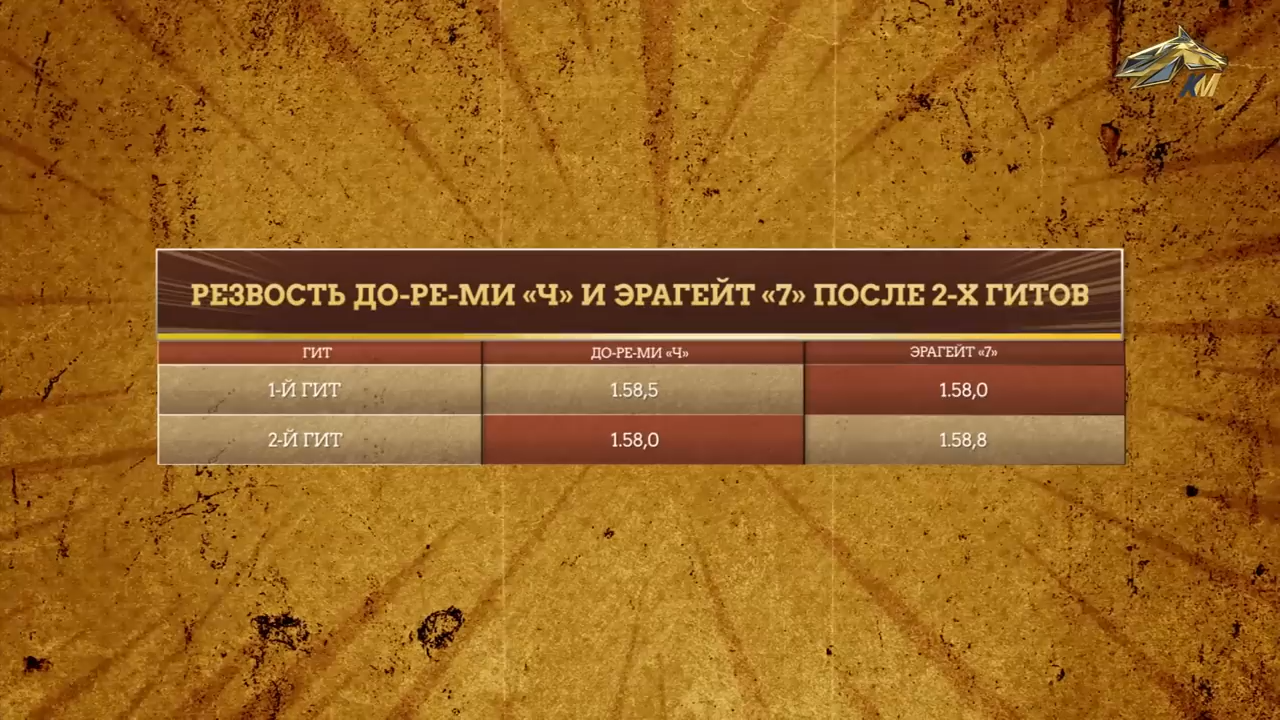 КМ
РЕЗВОСТЬ ДО-РЕ-МИ «Ч» И ЭРАГЕЙТ «7» ПОСЛЕ 2-Х ГИТОВ
ГИТ ДО-РЕ-МИ «Ч» ЭРАГЕЙТ «7»
1-Й ГИТ 1.58,5 1.58,0
2-Й ГИТ 1.58,0 1.58,8